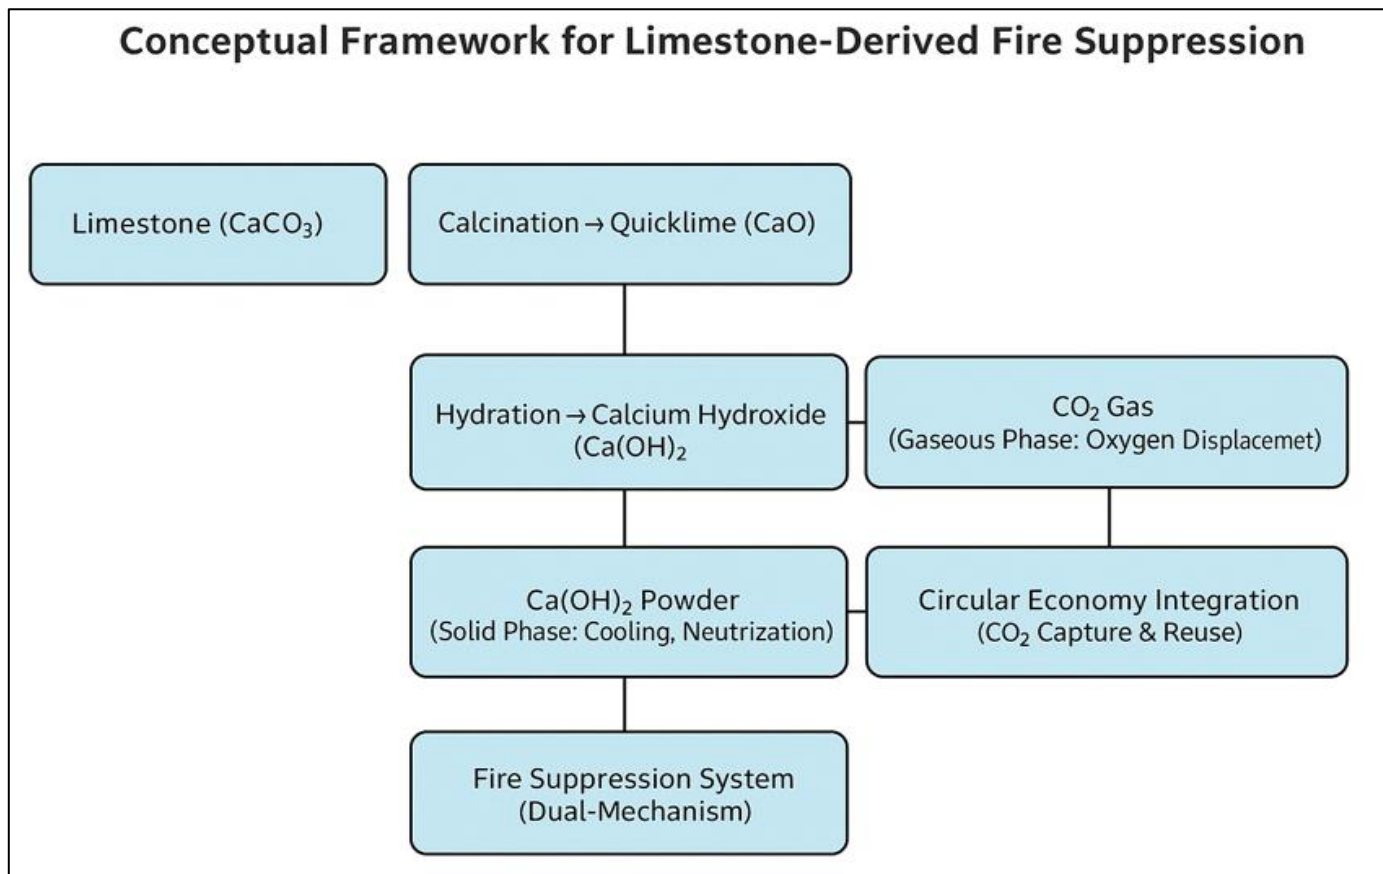 Conceptual Framework for Limestone-Derived Fire Suppression
Limestone (CaCO₃)
Calcination → Quicklime (CaO)
Hydration → Calcium Hydroxide
(Ca(OH)₂
CO₂ Gas
(Gaseous Phase: Oxygen Displacemet)
Ca(OH)₂ Powder
(Solid Phase: Cooling, Neutrization)
Circular Economy Integration
(CO₂ Capture & Reuse)
Fire Suppression System
(Dual-Mechanism)